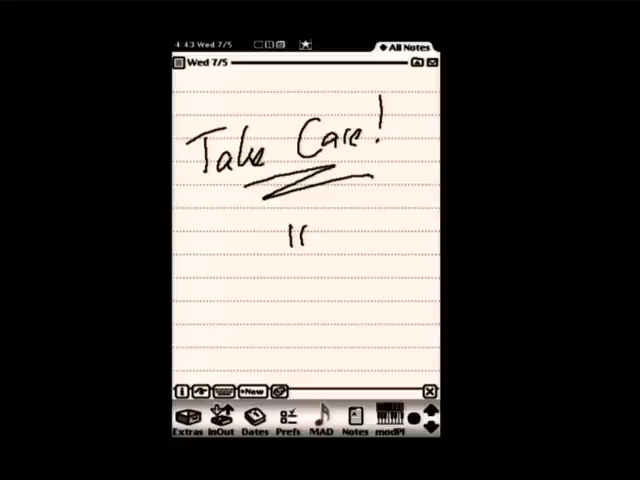 4:43 Wed 7/5
◆ All Notes
Wed 7/5
Take Care!
i
•New
Extras InOut Dates Prefs MAD Notes modPl